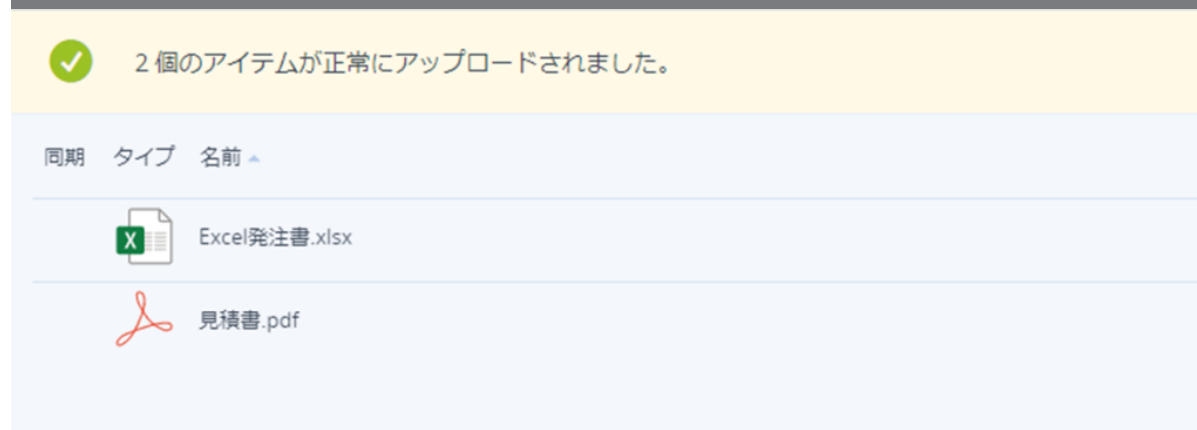 2 個のアイテムが正常にアップロードされました。
同期 タイプ 名前
X
Excel発注書.xlsx
見積書.pdf